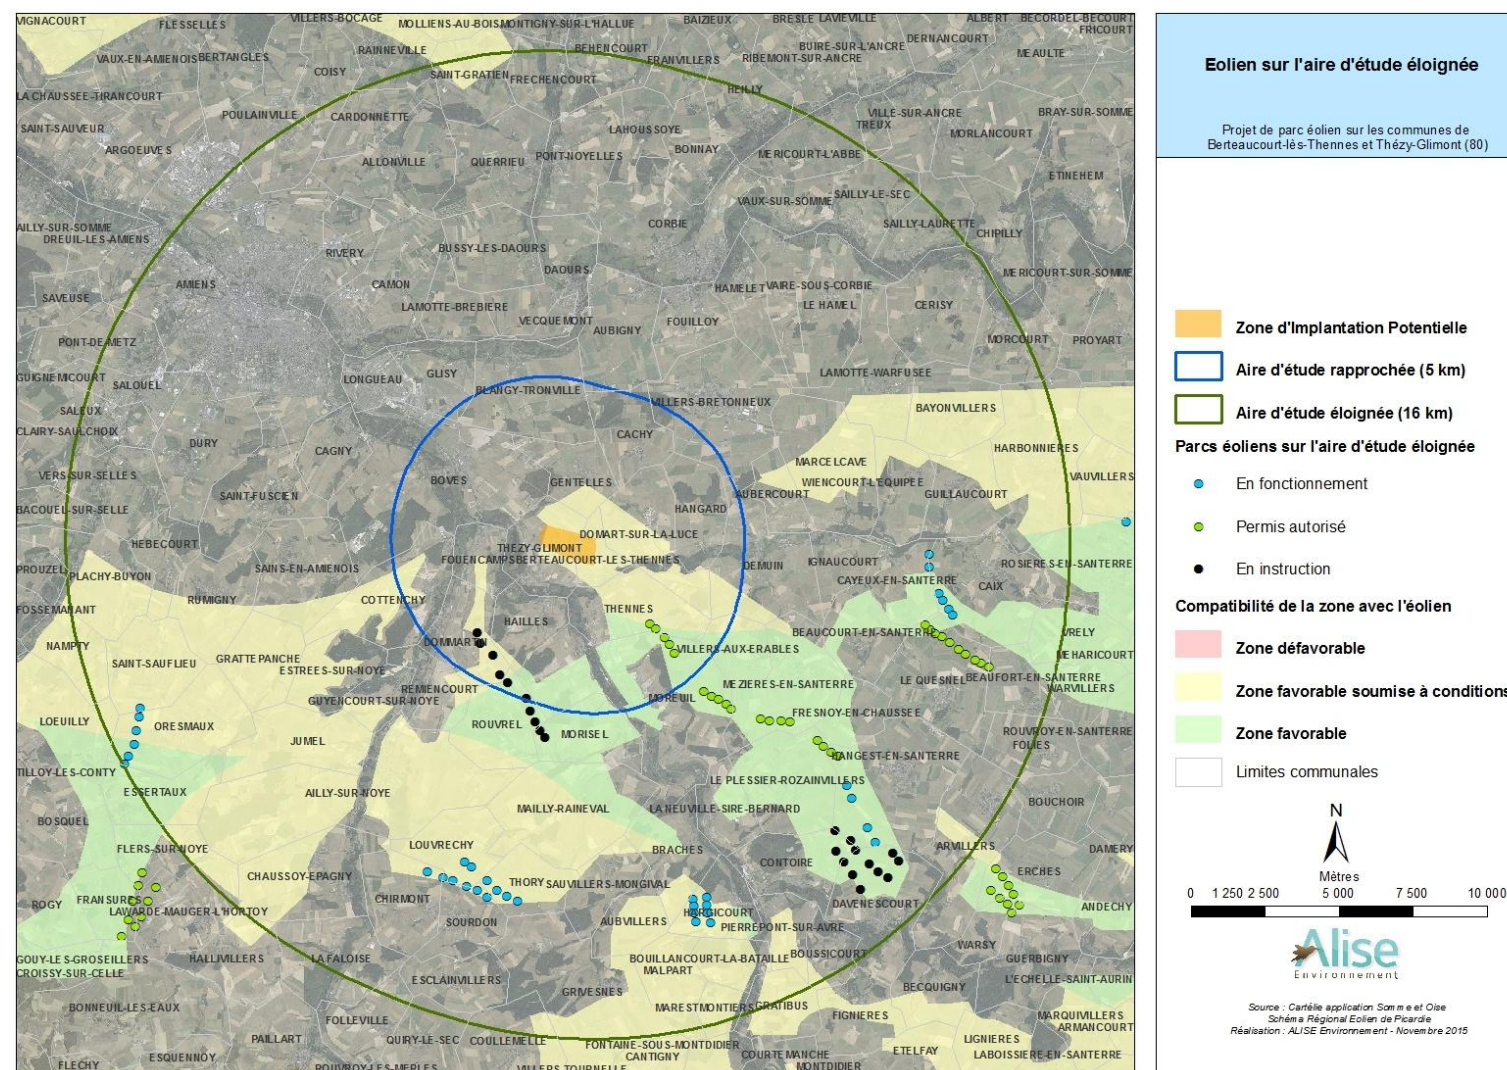 VIGNACOURT
FLESSELLES
VILLERS-BOCAGE
MOLLIENS-AU-BOIS
MONTIGNY-SUR-L'HALLUE
BAIZIEUX
BRESLE
LAVIEVILLE
ALBERT
BECORDEL-BECOURT
FRICOURT
VAUX-EN-AMIENOIS
BERTANGLES
RAINNEVILLE
BEHENCOURT
FRANVILLERS
BUIRE-SUR-L'ANCRE
RIBEMONT-SUR-ANCRE
DERNANCOURT
MEAULTE
COISY
SAINT-GRATIEN
FRECHENCOURT
HEILLY
LA CHAUSSEE-TIRANCOURT
POULAINVILLE
CARDONNETTE
LAHOUSSOYE
VILLE-SUR-ANCRE
TREUX
BRAY-SUR-SOMME
MORLANCOURT
SAINT-SAUVEUR
ARGOEUVES
ALLONVILLE
QUERRIEU
PONT-NOYELLES
BONNAY
MERICOURT-L'ABBE
ETINEHEM
VAUX-SUR-SOMME
SAILLY-LE-SEC
AILLY-SUR-SOMME
DREUIL-LES-AMIENS
RIVERY
BUSSY-LES-DAOURS
CORBIE
SAILLY-LAURETTE
CHIPILLY
DAOURS
MERICOURT-SUR-SOMME
SAVEUSE
AMIENS
CAMON
LAMOTTE-BREBIERE
HAMELET
VAIRE-SOUS-CORBIE
LE HAMEL
CERISY
VECQUEMONT
AUBIGNY
FOUILLOY
PONT-DE-METZ
MORCOURT
PROYART
GUIGNEMICOURT
SALOUEL
LONGUEAU
GLISY
BLANGY-TRONVILLE
VILLERS-BRETONNEUX
LAMOTTE-WARFUSEE
SALEUX
BAYONVILLERS
CLAIRY-SAULCHOIX
DURY
CAGNY
CACHY
HARBONNIERES
VERS-SUR-SELLES
BOVES
GENTELLES
MARCELCAVE
WIENCOURT-L'EQUIPEE
VAUVILLERS
SAINT-FUSCIEN
AUBERCOURT
GUILLAUCOURT
BACOUEL-SUR-SELLE
HANGARD
HEBECOURT
DOMART-SUR-LA-LUCE
THEZY-GLIMONT
FOUENCAMPS
BERTEAUCOURT-LES-THENNES
DEMUIN
IGNAUCOURT
ROSIERES-EN-SANTERRE
PROUZEL
PLACHY-BUYON
SAINS-EN-AMIENOIS
CAYEUX-EN-SANTERRE
CAIX
FOSSEMANANT
RUMIGNY
COTTENCHY
THENNES
HAILLES
BEAUCOURT-EN-SANTERRE
VRELY
NAMPTY
DOMMARTIN
VILLERS-AUX-ERABLES
MEHARICOURT
SAINT-SAUFLIEU
GRATTEPANCHE
ESTREES-SUR-NOYE
REMIENCOURT
MEZIERES-EN-SANTERRE
LE QUESNEL
BEAUFORT-EN-SANTERRE
WARVILLERS
GUYENCOURT-SUR-NOYE
MOREUIL
LOEUILLY
ORESMAUX
ROUVREL
MORISEL
FRESNOY-EN-CHAUSSEE
ROUVROY-EN-SANTERRE
FOLIES
JUMEL
HANGEST-EN-SANTERRE
TILLOY-LES-CONTY
ESSERTAUX
AILLY-SUR-NOYE
LE PLESSIER-ROZAINVILLERS
MAILLY-RAINEVAL
LA NEUVILLE-SIRE-BERNARD
BOUCHOIR
BOSQUEL
FLERS-SUR-NOYE
LOUVRECHY
BRACHES
CONTOIRE
ARVILLERS
DAMERY
CHAUSSOY-EPAGNY
THORY
SAUVILLERS-MONGIVAL
ERCHES
ROGY
FRANSURES
LAWARDE-MAUGER-L'HORTOY
CHIRMONT
SOURDON
AUBVILLERS
HARGICOURT
PIERREPONT-SUR-AVRE
DAVENESCOURT
ANDECHY
GOUY-LES-GROSEILLERS
CROISSY-SUR-CELLE
HALLIVILLERS
LA FALOISE
ESCLAINVILLERS
BOUILLANCOURT-LA-BATAILLE
MALPART
BOUSSICOURT
WARSY
GUERBIGNY
L'ECHELLE-SAINT-AURIN
BECQUIGNY
BONNEUIL-LES-EAUX
GRIVESNES
MARESTMONTIERS
GRATIBUS
FIGNIERES
MARQUIVILLERS
ARMANCOURT
FOLLEVILLE
PAILLART
QUIRY-LE-SEC
COULLEMELLE
FONTAINE-SOUS-MONTDIDIER
CANTIGNY
COURTEMANCHE
ETELFAY
LIGNIERES
LABOISSIERE-EN-SANTERRE
ESQUENNOY
FLECHY
ROUVROY-LES-MERLES
VILLERS-TOURNELLE
MONTDIDIER
Eolien sur l'aire d'étude éloignée
Projet de parc éolien sur les communes de
Berteaucourt-lès-Thennes et Thézy-Glimont (80)
Zone d'Implantation Potentielle
Aire d'étude rapprochée (5 km)
Aire d'étude éloignée (16 km)
Parcs éoliens sur l'aire d'étude éloignée
En fonctionnement
Permis autorisé
En instruction
Compatibilité de la zone avec l'éolien
Zone défavorable
Zone favorable soumise à conditions
Zone favorable
Limites communales
N
Mètres
0 1 250 2 500 5 000 7 500 10 000
Alise
Environnement
Source : Cartélie application Somme et Oise
Schéma Régional Eolien de Picardie
Réalisation : ALISE Environnement - Novembre 2015